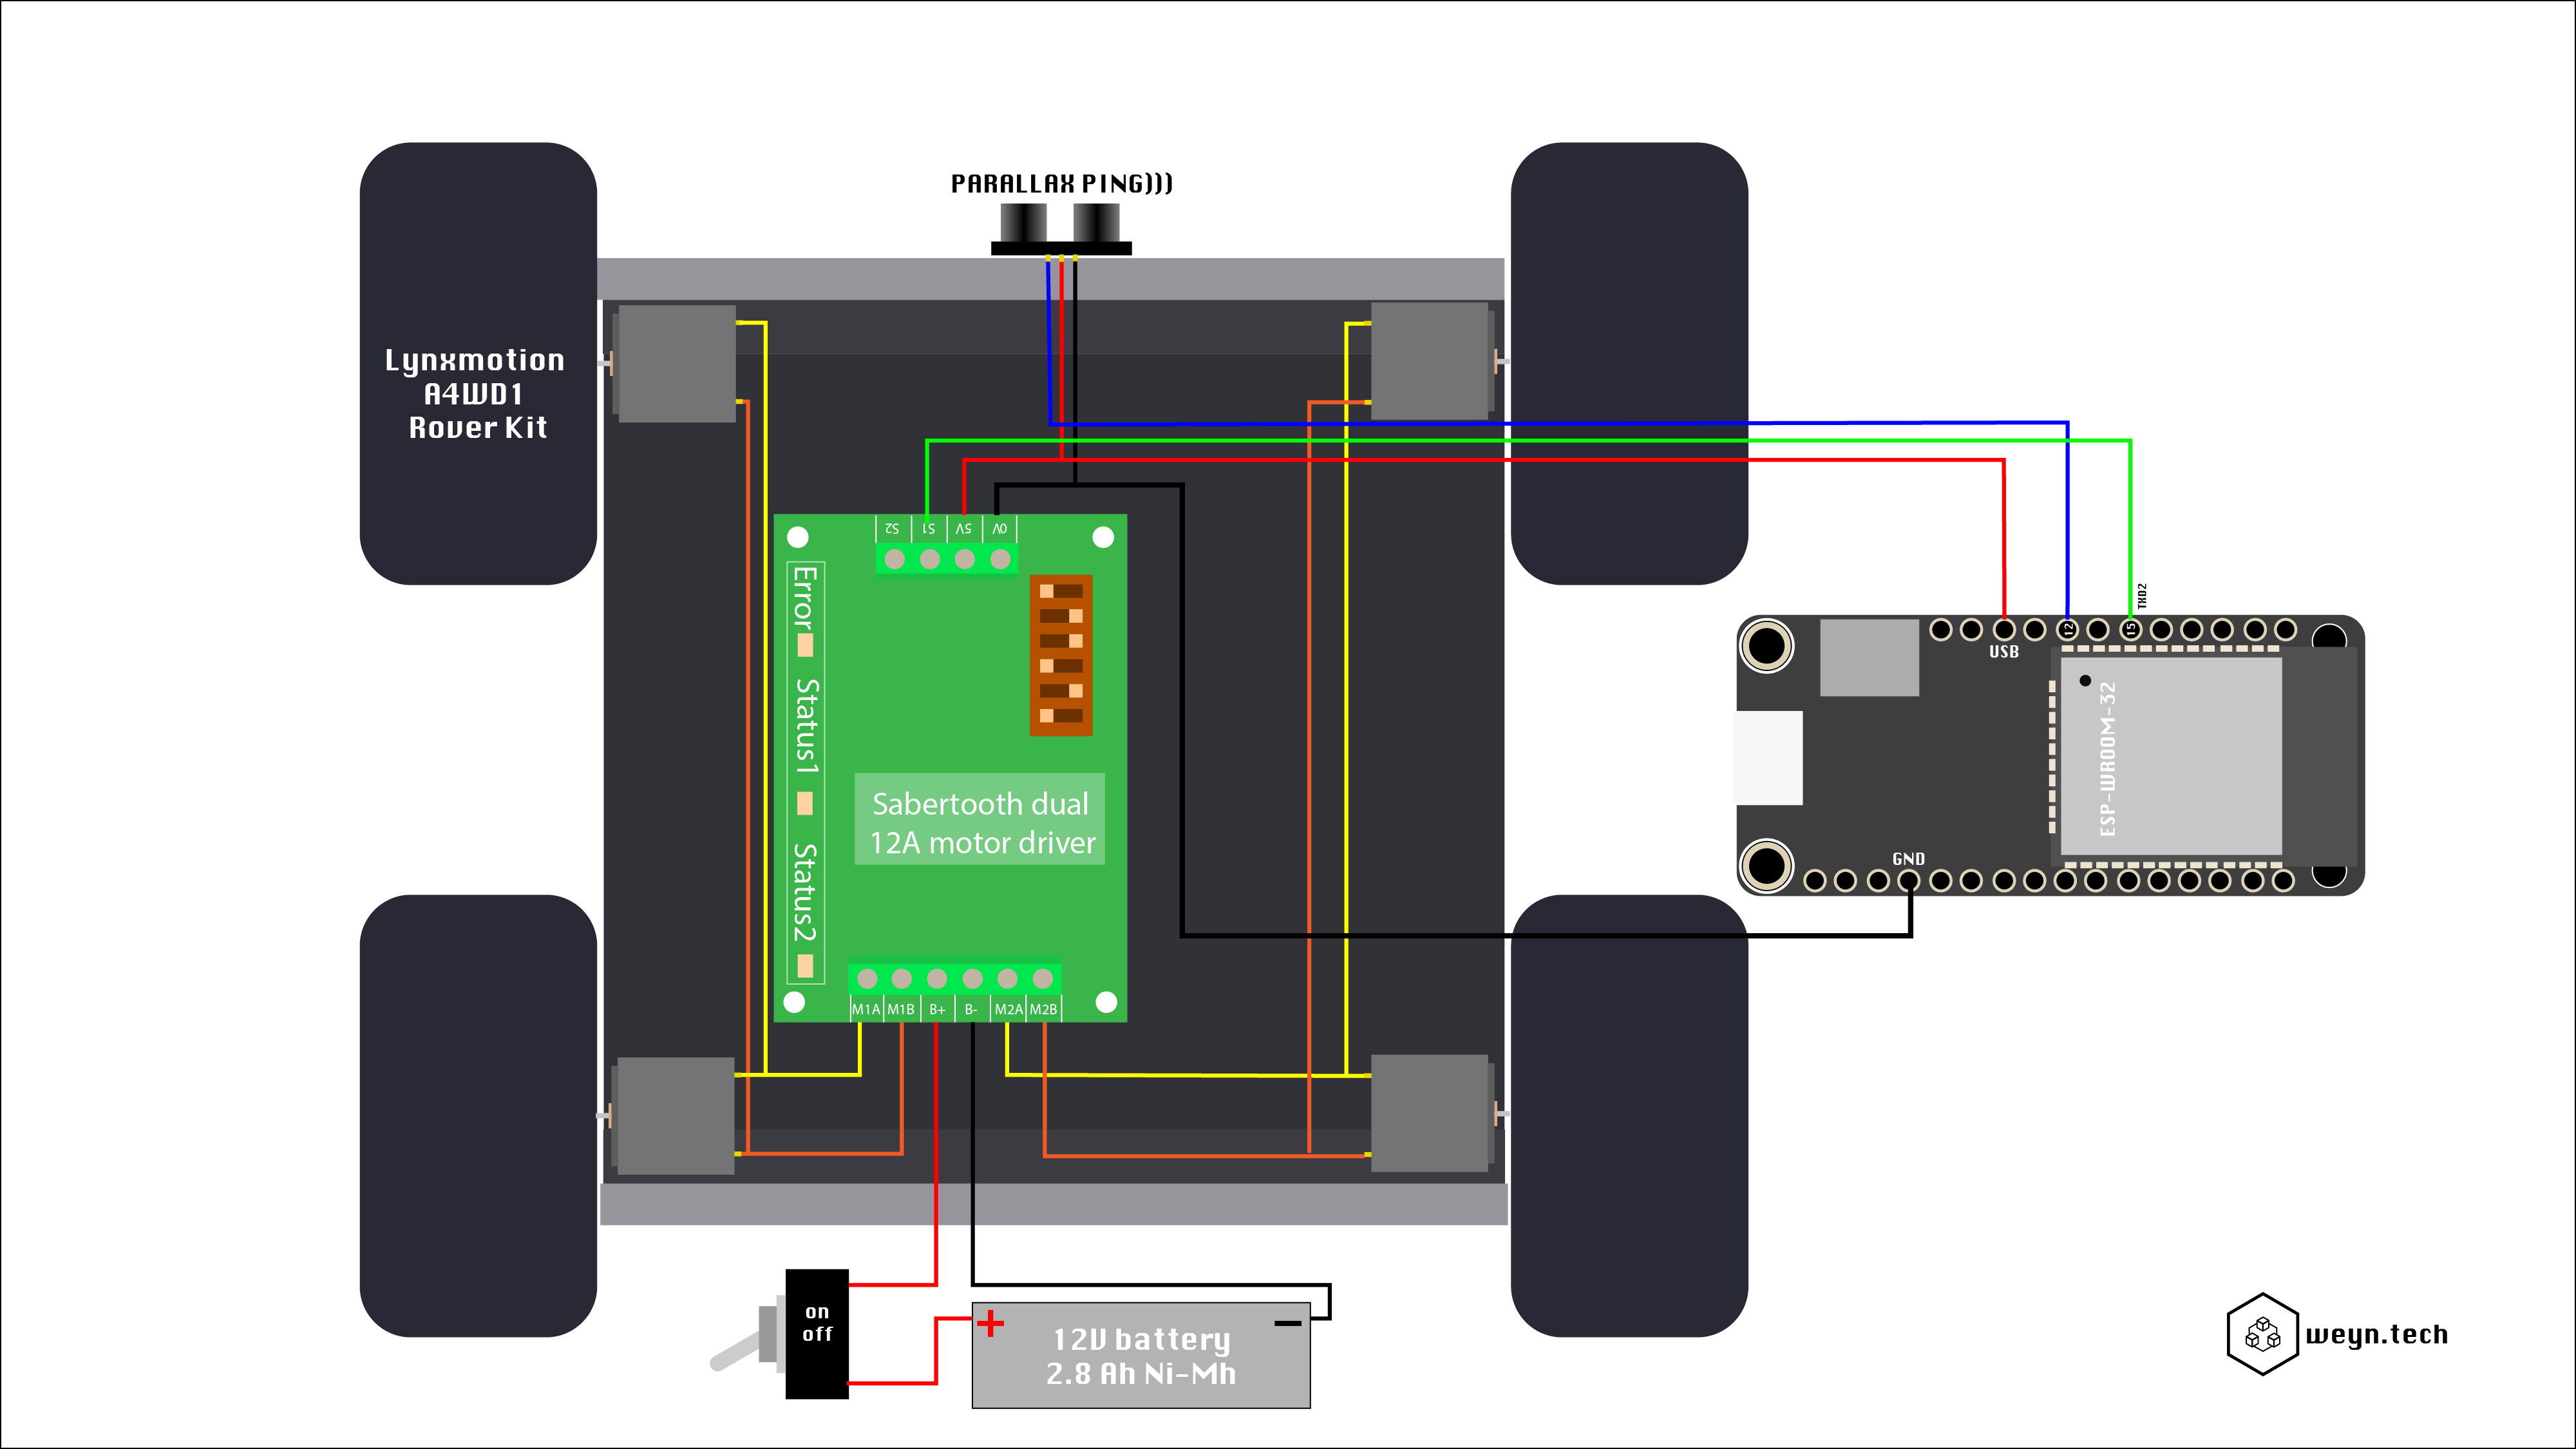 PARALLAX PING)))
Lynxmotion
A4WD1
Rover Kit
S2
S1
5V
0V
Error
Status1
Status2
Sabertooth dual
12A motor driver
M1A
M1B
B+
B-
M2A
M2B
TXD2
12
15
USB
ESP-WROOM-32
GND
on
off
+
−
12V battery
2.8 Ah Ni-Mh
weyn.tech